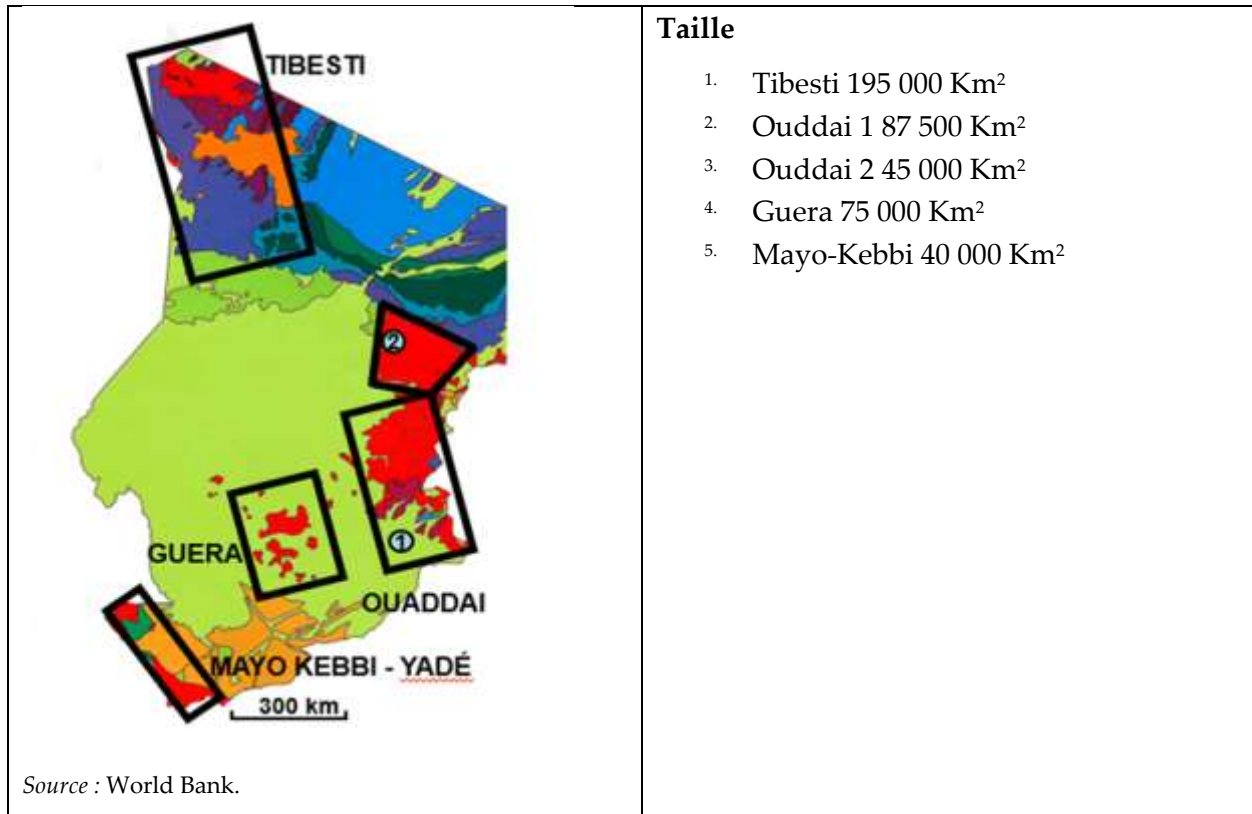 TIBESTI
②
①
GUERA
OUADDAI
MAYO KEBBI - YADÉ
300 km
Source : World Bank.
Taille
1. Tibesti 195 000 Km²
2. Ouddai 1 87 500 Km²
3. Ouddai 2 45 000 Km²
4. Guera 75 000 Km²
5. Mayo-Kebbi 40 000 Km²